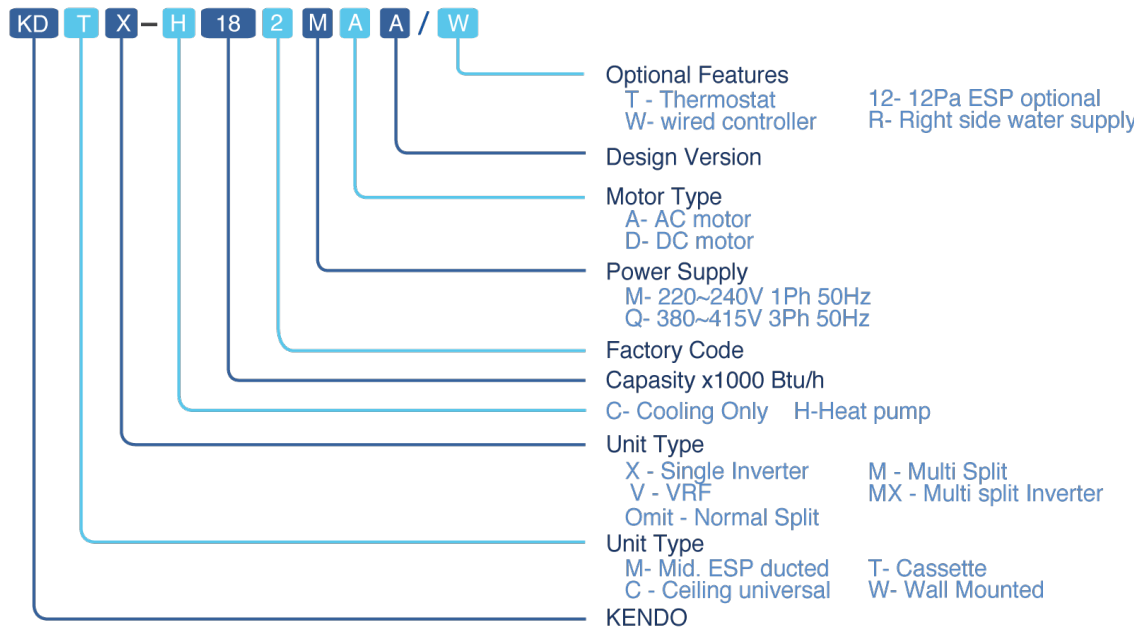 KD T X - H 18 2 M A A / W
Optional Features
T - Thermostat 12- 12Pa ESP optional
W- wired controller R- Right side water supply
Design Version
Motor Type
A- AC motor
D- DC motor
Power Supply
M- 220~240V 1Ph 50Hz
Q- 380~415V 3Ph 50Hz
Factory Code
Capasity x1000 Btu/h
C- Cooling Only H-Heat pump
Unit Type
X - Single Inverter M - Multi Split
V - VRF MX - Multi split Inverter
Omit - Normal Split
Unit Type
M- Mid. ESP ducted T- Cassette
C - Ceiling universal W- Wall Mounted
KENDO